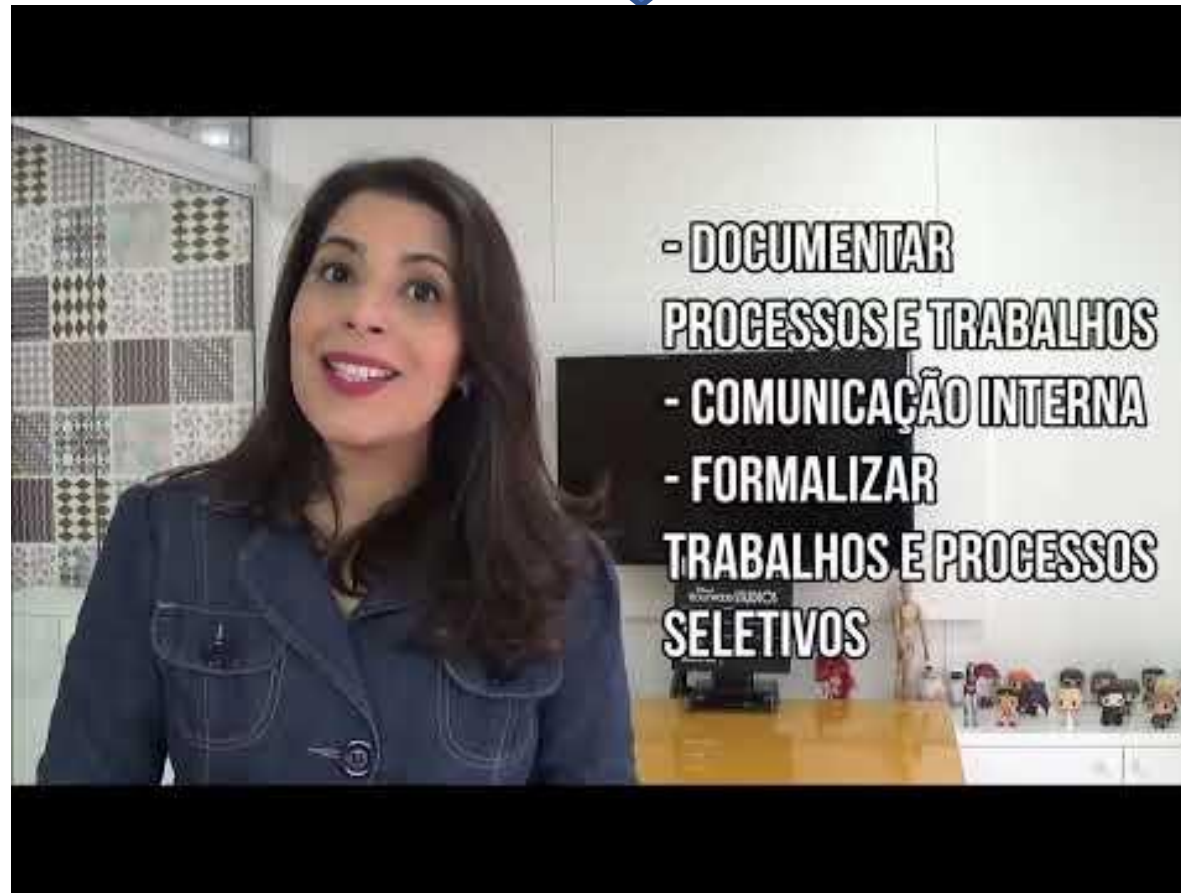 - DOCUMENTAR
PROCESSOS E TRABALHOS
- COMUNICAÇÃO INTERNA
- FORMALIZAR
TRABALHOS E PROCESSOS
SELETIVOS